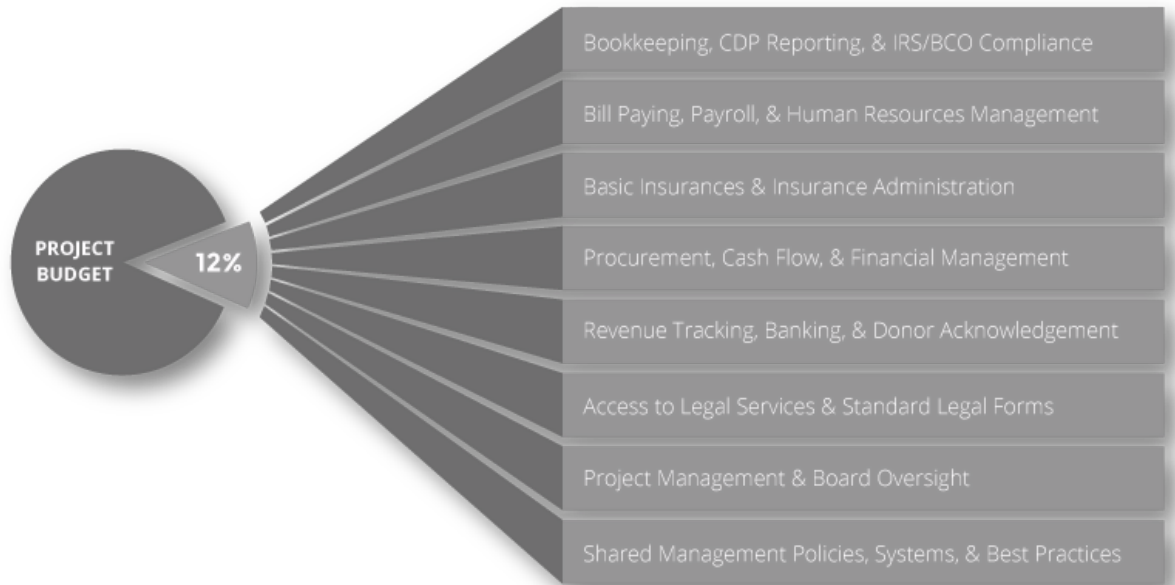 PROJECT
BUDGET
12%
Bookkeeping, CDP Reporting, & IRS/BCO Compliance
Bill Paying, Payroll, & Human Resources Management
Basic Insurances & Insurance Administration
Procurement, Cash Flow, & Financial Management
Revenue Tracking, Banking, & Donor Acknowledgement
Access to Legal Services & Standard Legal Forms
Project Management & Board Oversight
Shared Management Policies, Systems, & Best Practices